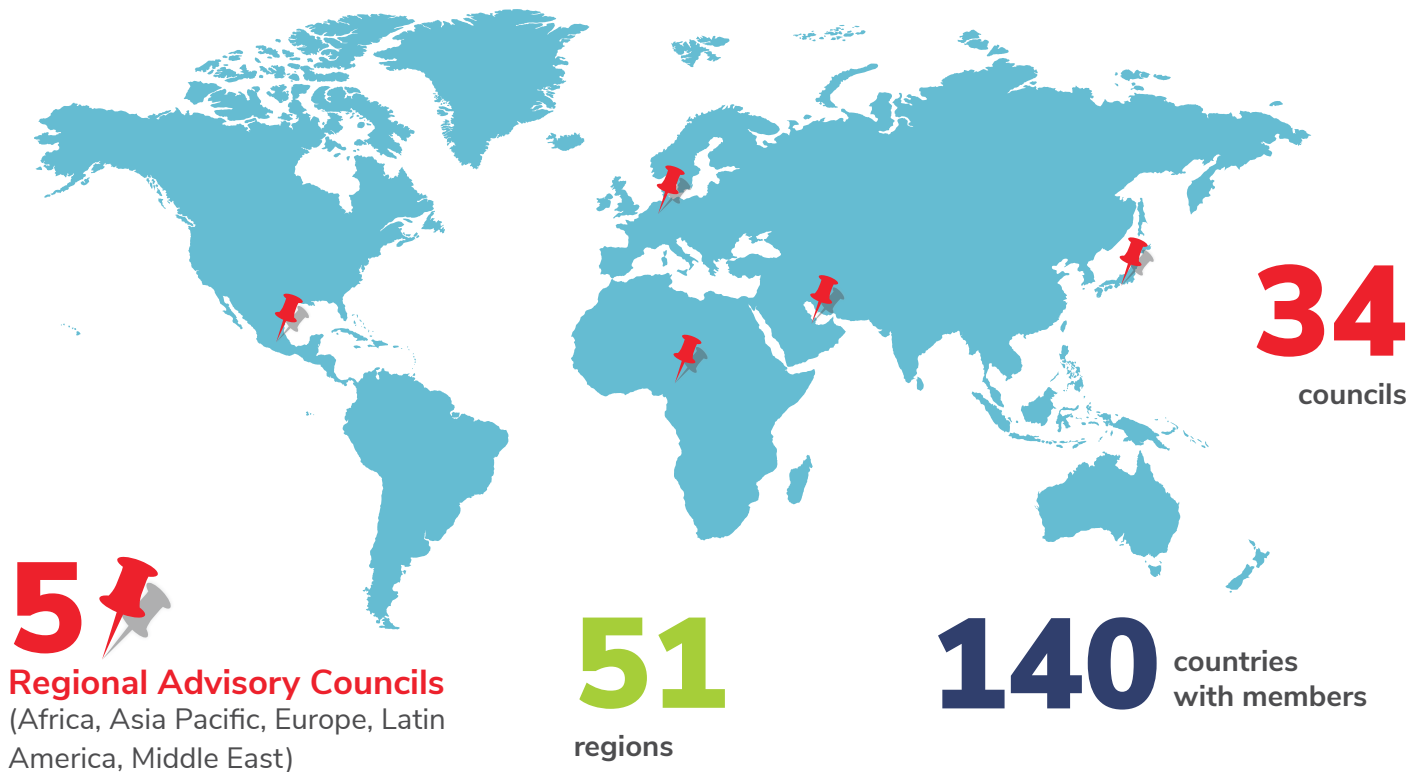 34
councils
5
Regional Advisory Councils
(Africa, Asia Pacific, Europe, Latin
America, Middle East)
51
regions
140
countries
with members